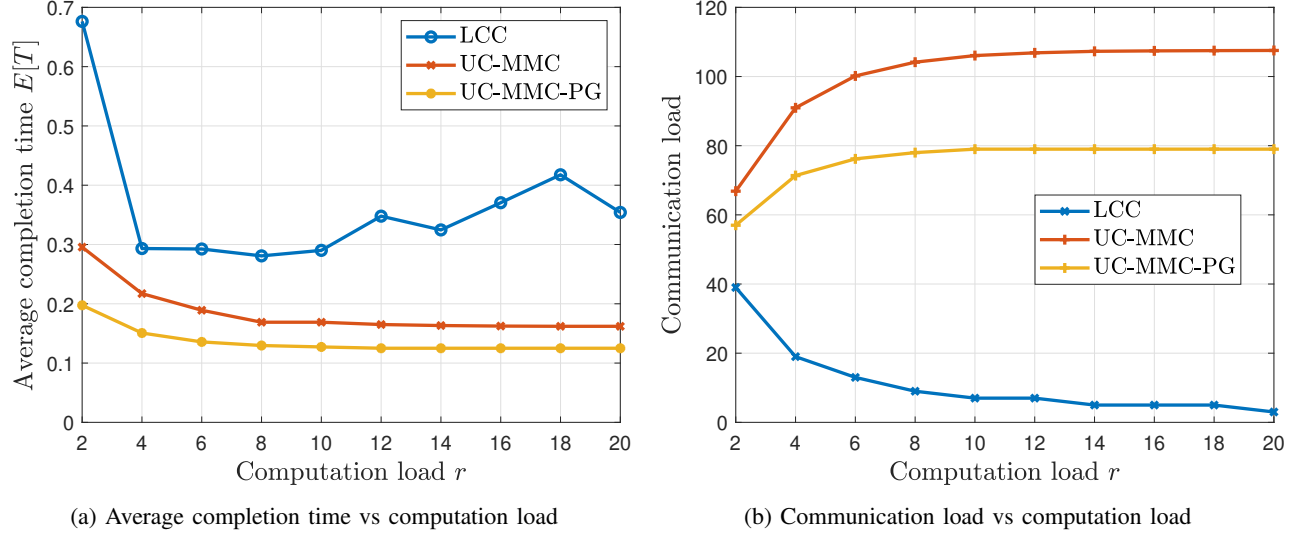 0.7
0.6
0.5
0.4
0.3
0.2
0.1
0
Average completion time E[T]
LCC
UC-MMC
UC-MMC-PG
2 4 6 8 10 12 14 16 18 20
Computation load r
(a) Average completion time vs computation load
120
100
80
60
40
20
0
Communication load
LCC
UC-MMC
UC-MMC-PG
2 4 6 8 10 12 14 16 18 20
Computation load r
(b) Communication load vs computation load